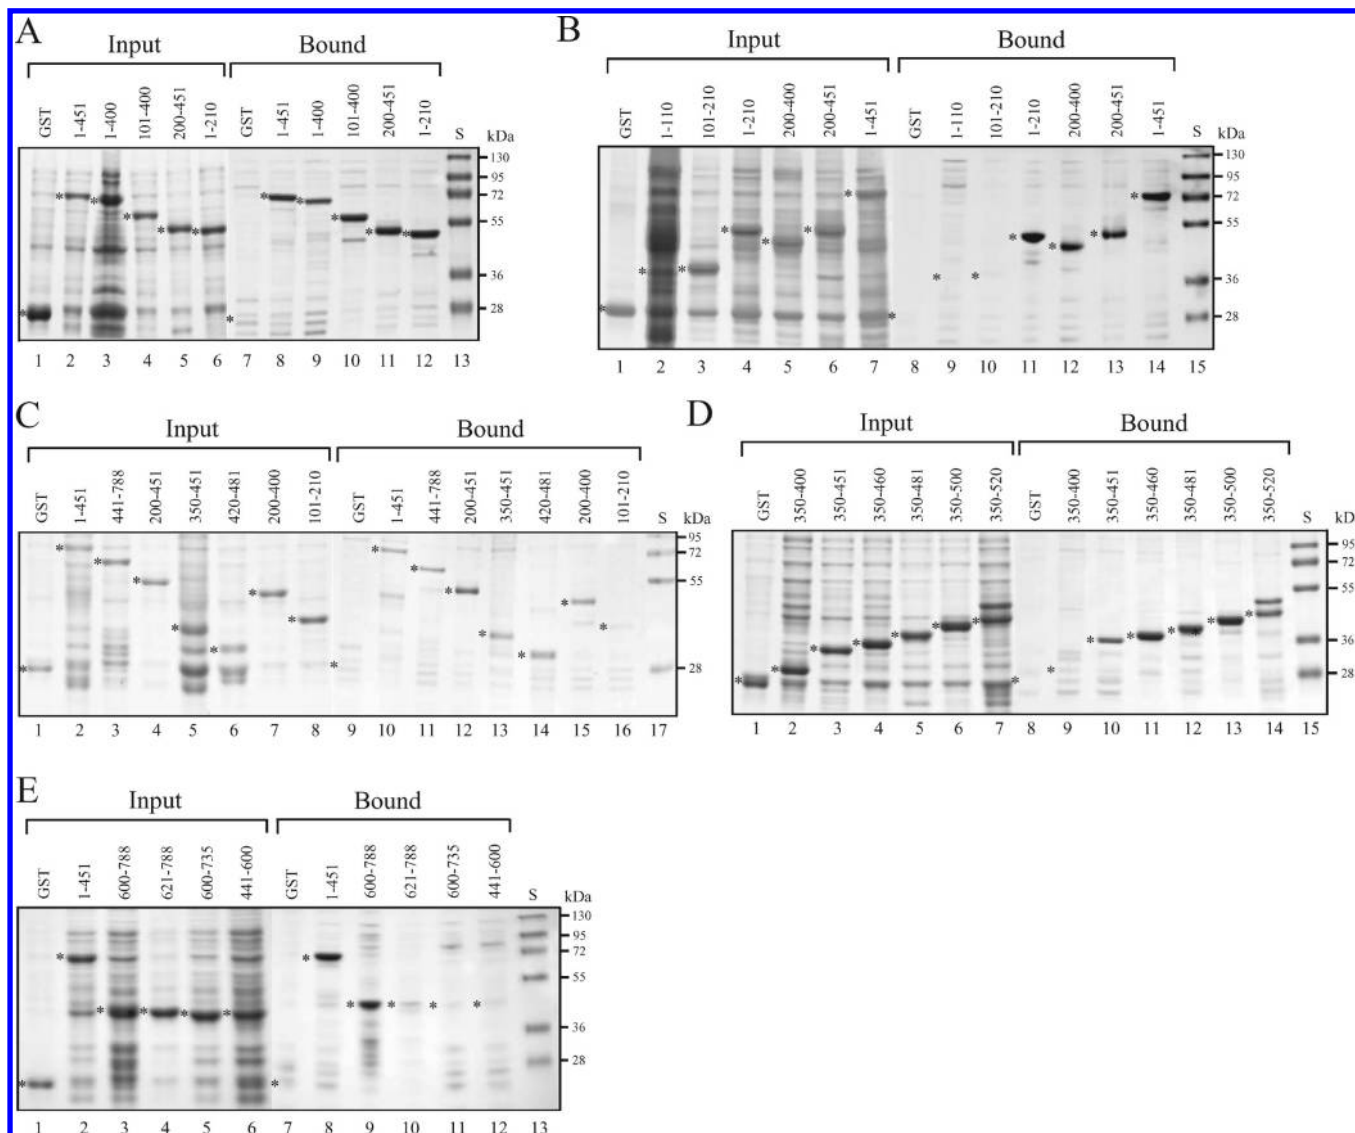 A
Input Bound
GST 1-451 1-400 101-400 200-451 1-210 GST 1-451 1-400 101-400 200-451 1-210 S kDa
130
95
72
55
36
28
1 2 3 4 5 6 7 8 9 10 11 12 13
B
Input Bound
GST 1-110 101-210 1-210 200-400 200-451 1-451 GST 1-110 101-210 1-210 200-400 200-451 1-451 S kDa
130
95
72
55
36
28
1 2 3 4 5 6 7 8 9 10 11 12 13 14 15
C
Input Bound
GST 1-451 441-788 200-451 350-451 420-481 200-400 101-210 GST 1-451 441-788 200-451 350-451 420-481 200-400 101-210 S kDa
95
72
55
28
1 2 3 4 5 6 7 8 9 10 11 12 13 14 15 16 17
D
Input Bound
GST 350-400 350-451 350-460 350-481 350-500 350-520 GST 350-400 350-451 350-460 350-481 350-500 350-520 S kD
95
72
55
36
28
1 2 3 4 5 6 7 8 9 10 11 12 13 14 15
E
Input Bound
GST 1-451 600-788 621-788 600-735 441-600 GST 1-451 600-788 621-788 600-735 441-600 S kDa
130
95
72
55
36
28
1 2 3 4 5 6 7 8 9 10 11 12 13